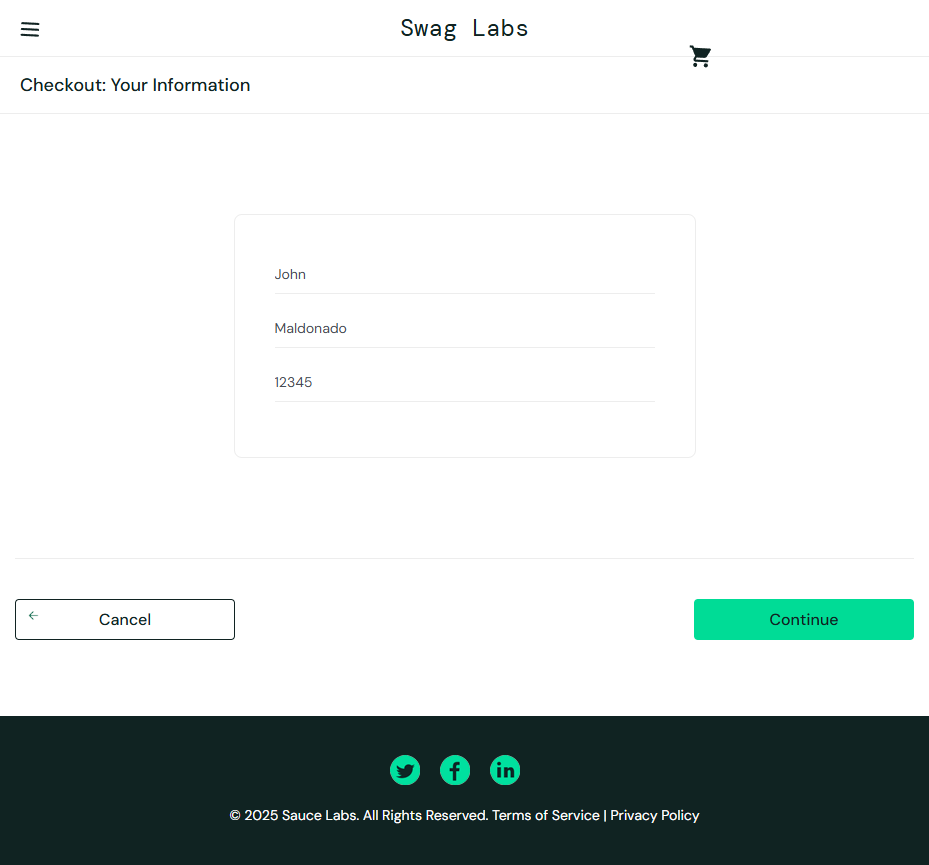 Swag Labs
Checkout: Your Information
John
Maldonado
12345
Cancel
Continue
© 2025 Sauce Labs. All Rights Reserved. Terms of Service | Privacy Policy